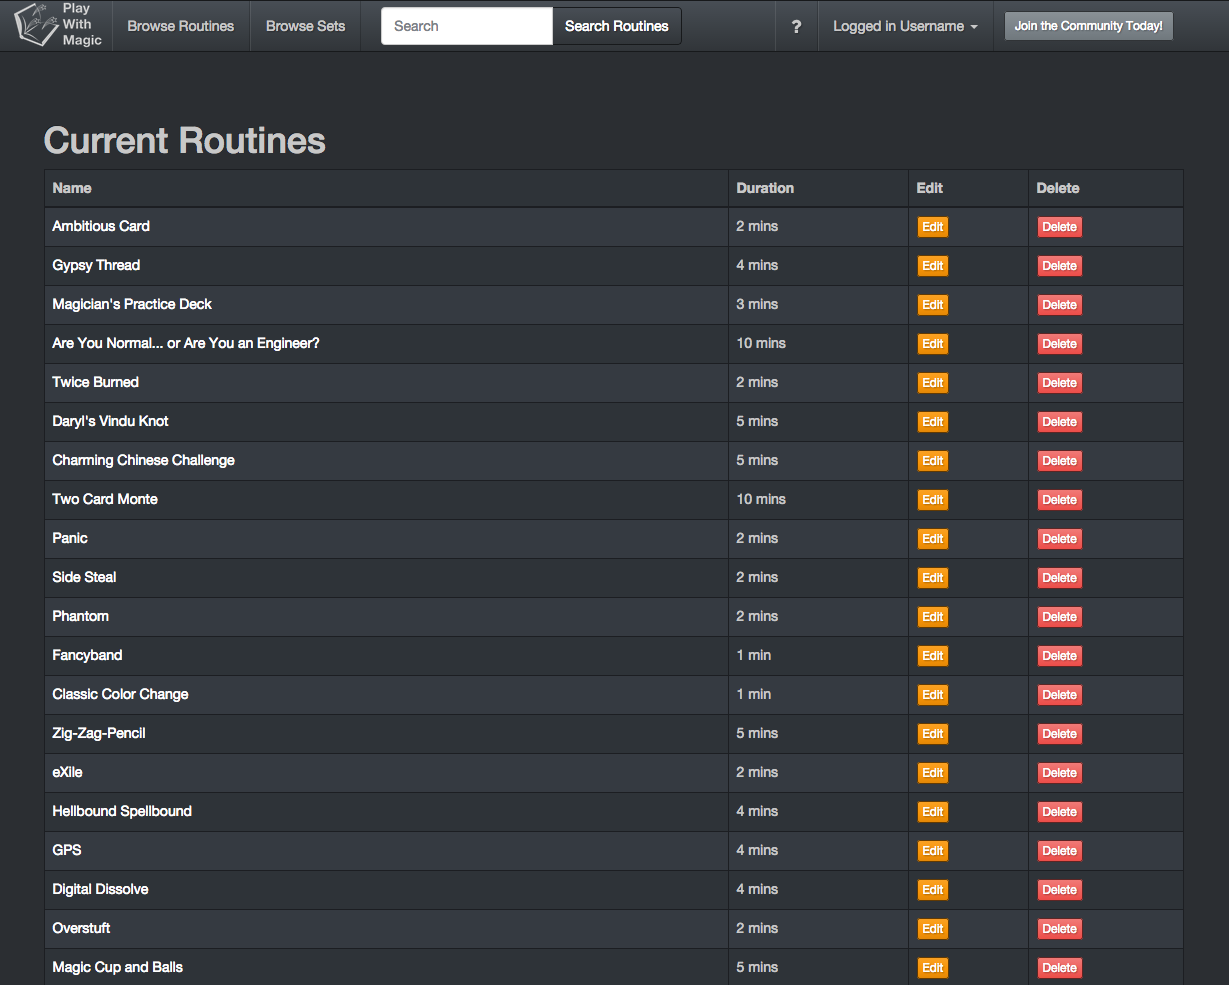 Play
With
Magic
Browse Routines Browse Sets Search Search Routines ? Logged in Username Join the Community Today!
Current Routines
Name Duration Edit Delete
Ambitious Card 2 mins Edit Delete
Gypsy Thread 4 mins Edit Delete
Magician's Practice Deck 3 mins Edit Delete
Are You Normal... or Are You an Engineer? 10 mins Edit Delete
Twice Burned 2 mins Edit Delete
Daryl's Vindu Knot 5 mins Edit Delete
Charming Chinese Challenge 5 mins Edit Delete
Two Card Monte 10 mins Edit Delete
Panic 2 mins Edit Delete
Side Steal 2 mins Edit Delete
Phantom 2 mins Edit Delete
Fancyband 1 min Edit Delete
Classic Color Change 1 min Edit Delete
Zig-Zag-Pencil 5 mins Edit Delete
eXile 2 mins Edit Delete
Hellbound Spellbound 4 mins Edit Delete
GPS 4 mins Edit Delete
Digital Dissolve 4 mins Edit Delete
Overstuft 2 mins Edit Delete
Magic Cup and Balls 5 mins Edit Delete